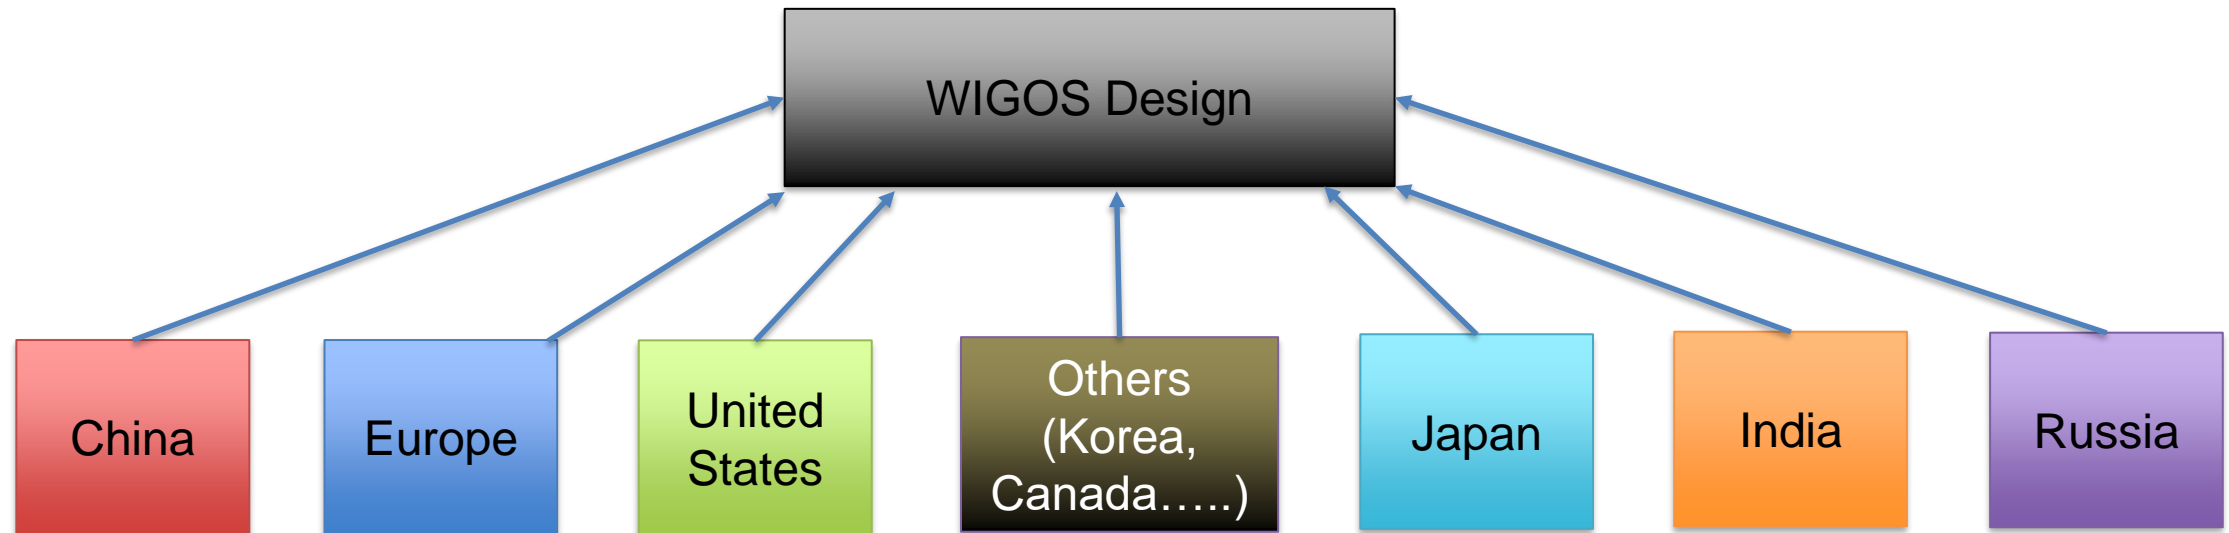 WIGOS Design
China
Europe
United
States
Others
(Korea,
Canada…..)
Japan
India
Russia